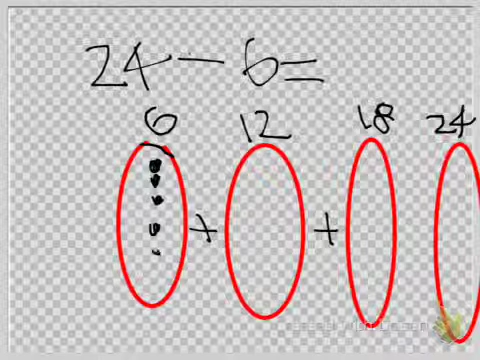 24 - 6 =
6 12 18 24
+ +